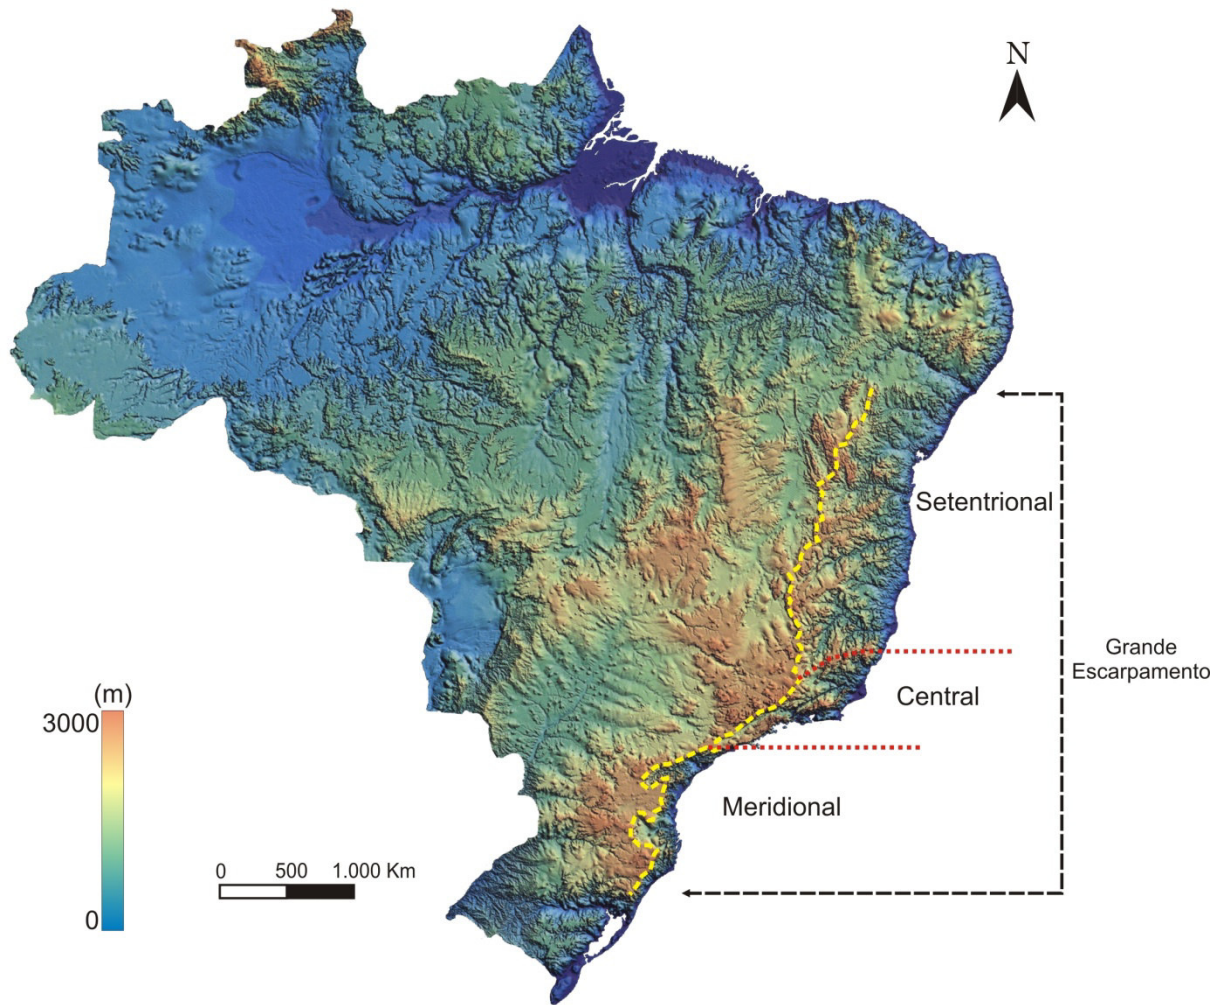 N
Setentrional
Grande
Escarpamento
Central
(m)
3000
Meridional
0 500 1.000 Km
0